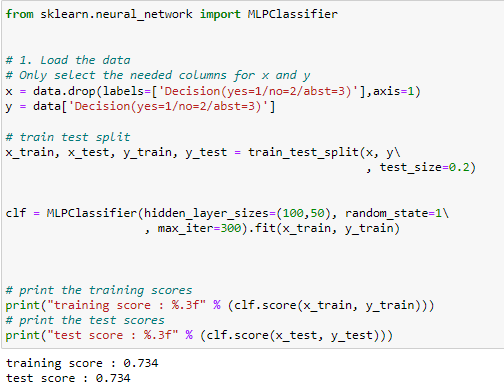 from sklearn.neural_network import MLPClassifier
# 1. Load the data
# Only select the needed columns for x and y
x = data.drop(labels=['Decision(yes=1/no=2/abst=3)'],axis=1)
y = data['Decision(yes=1/no=2/abst=3)']
# train test split
x_train, x_test, y_train, y_test = train_test_split(x, y\
, test_size=0.2)
clf = MLPClassifier(hidden_layer_sizes=(100,50), random_state=1\
, max_iter=300).fit(x_train, y_train)
# print the training scores
print("training score : %.3f" % (clf.score(x_train, y_train)))
# print the test scores
print("test score : %.3f" % (clf.score(x_test, y_test)))
training score : 0.734
test score : 0.734